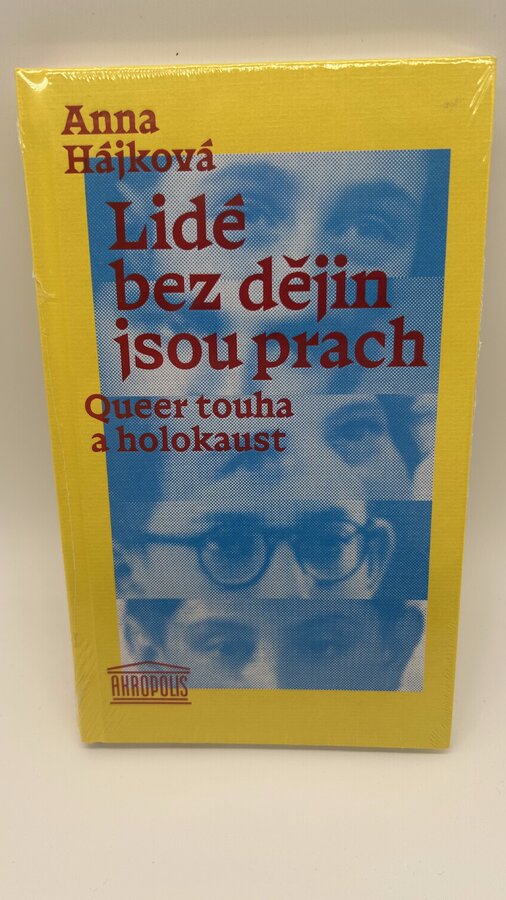 Anna
Hájková
Lidé
bez dějin
jsou prach
Queer touha
a holokaust
AKROPOLIS